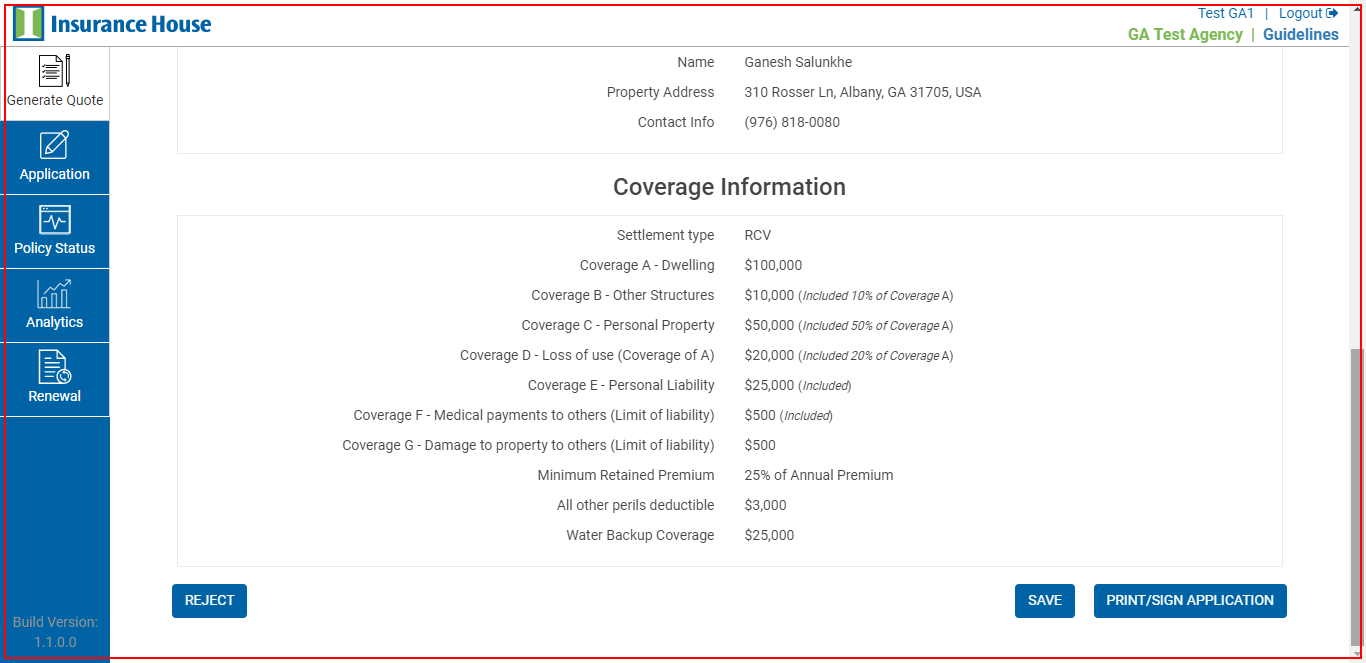 Insurance House
Test GA1 | Logout
GA Test Agency | Guidelines
Generate Quote
Application
Policy Status
Analytics
Renewal
Build Version:
1.1.0.0
Name Ganesh Salunkhe
Property Address 310 Rosser Ln, Albany, GA 31705, USA
Contact Info (976) 818-0080
Coverage Information
Settlement type RCV
Coverage A - Dwelling $100,000
Coverage B - Other Structures $10,000 (Included 10% of Coverage A)
Coverage C - Personal Property $50,000 (Included 50% of Coverage A)
Coverage D - Loss of use (Coverage of A) $20,000 (Included 20% of Coverage A)
Coverage E - Personal Liability $25,000 (Included)
Coverage F - Medical payments to others (Limit of liability) $500 (Included)
Coverage G - Damage to property to others (Limit of liability) $500
Minimum Retained Premium 25% of Annual Premium
All other perils deductible $3,000
Water Backup Coverage $25,000
REJECT SAVE PRINT/SIGN APPLICATION